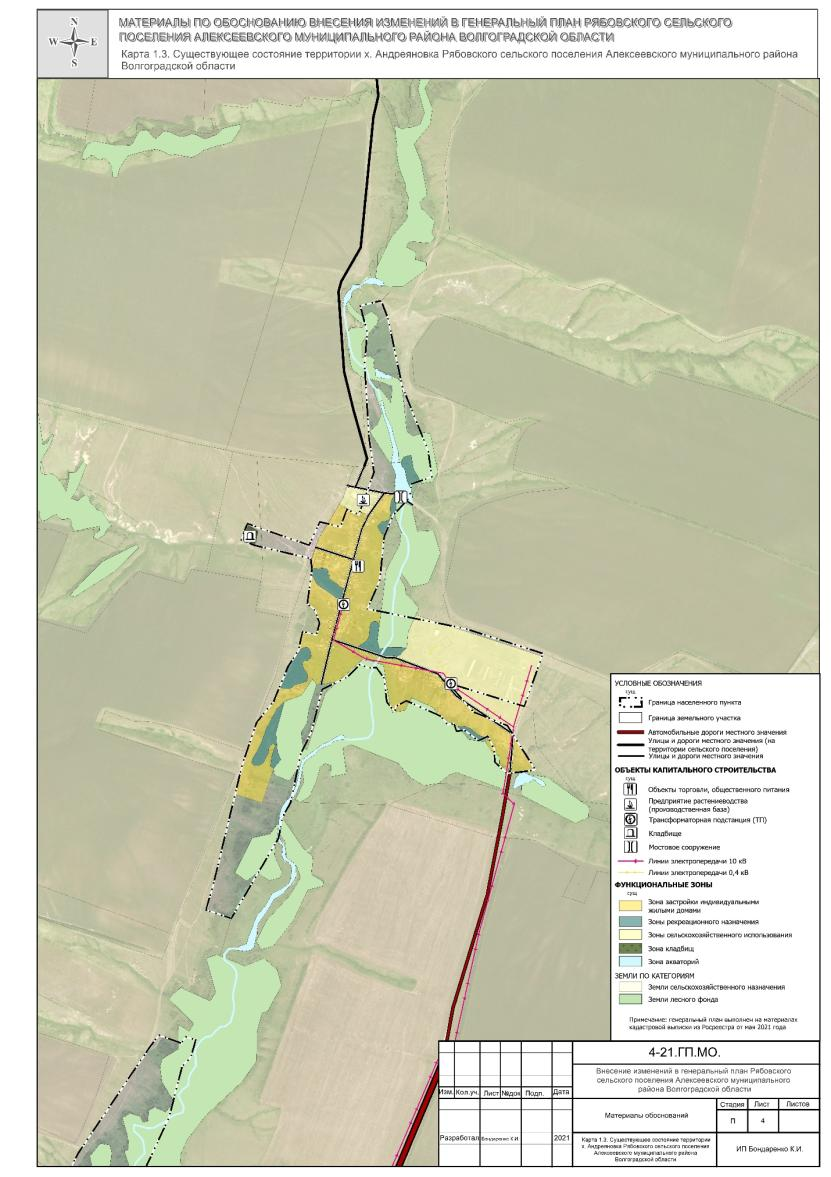 N
W E
S
МАТЕРИАЛЫ ПО ОБОСНОВАНИЮ ВНЕСЕНИЯ ИЗМЕНЕНИЙ В ГЕНЕРАЛЬНЫЙ ПЛАН РЯБОВСКОГО СЕЛЬСКОГО
ПОСЕЛЕНИЯ АЛЕКСЕЕВСКОГО МУНИЦИПАЛЬНОГО РАЙОНА ВОЛГОГРАДСКОЙ ОБЛАСТИ
Карта 1.3. Существующее состояние территории х. Андреяновка Рябовского сельского поселения Алексеевского муниципального района
Волгоградской области
УСЛОВНЫЕ ОБОЗНАЧЕНИЯ
сущ
Граница населенного пункта
Граница земельного участка
Автомобильные дороги местного значения
Улицы и дороги местного значения (на
территории сельского поселения)
Улицы и дороги местного значения
ОБЪЕКТЫ КАПИТАЛЬНОГО СТРОИТЕЛЬСТВА
сущ
Объекты торговли, общественного питания
Предприятие растениеводства
(производственная база)
Трансформаторная подстанция (ТП)
Кладбище
Мостовое сооружение
Линии электропередачи 10 кВ
Линии электропередачи 0,4 кВ
ФУНКЦИОНАЛЬНЫЕ ЗОНЫ
сущ
Зона застройки индивидуальными
жилыми домами
Зоны рекреационного назначения
Зоны сельскохозяйственного использования
Зона кладбищ
Зона акваторий
ЗЕМЛИ ПО КАТЕГОРИЯМ
Земли сельскохозяйственного назначения
Земли лесного фонда
Примечание: генеральный план выполнен на материалах
кадастровой выписки из Росреестра от мая 2021 года
4-21.ГП.МО.
Внесение изменений в генеральный план Рябовского
сельского поселения Алексеевского муниципального
района Волгоградской области
Изм. Кол.уч. Лист №док Подп. Дата
Материалы обоснований
Стадия Лист Листов
П 4
Разработал Бондаренко К.И. 2021
Карта 1.3. Существующее состояние территории
х. Андреяновка Рябовского сельского поселения
Алексеевского муниципального района
Волгоградской области
ИП Бондаренко К.И.